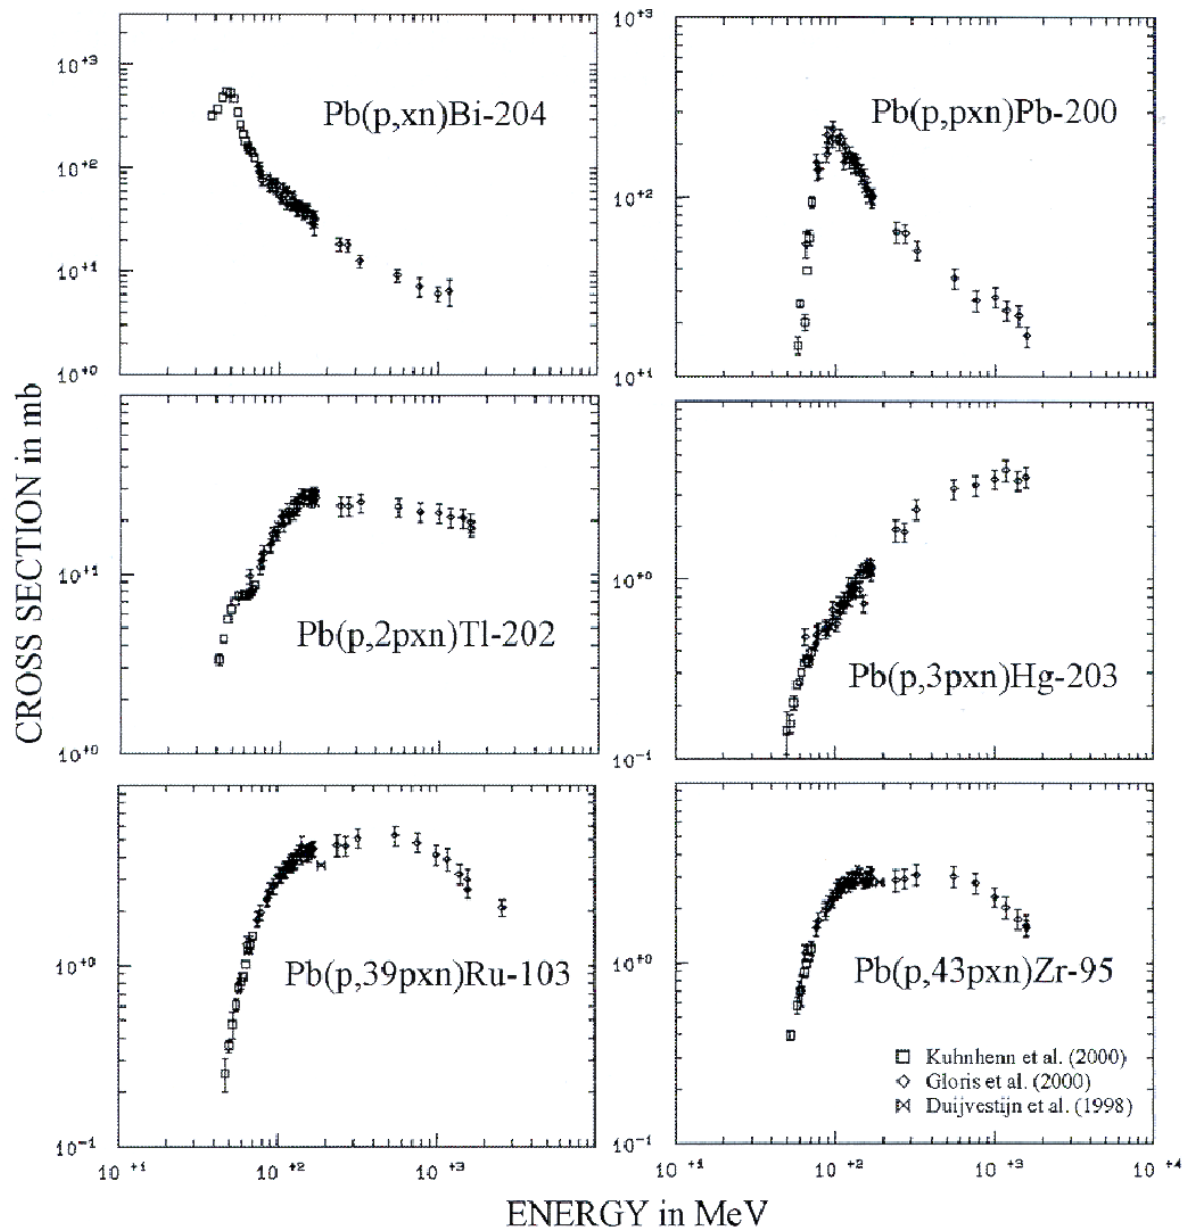 10+3
10+2
10+1
10+0
Pb(p,xn)Bi-204
10+3
10+2
10+1
Pb(p,pxn)Pb-200
10+1
10+0
Pb(p,2pxn)Tl-202
10+0
10-1
Pb(p,3pxn)Hg-203
CROSS SECTION in mb
10+0
10-1
Pb(p,39pxn)Ru-103
10+0
10-1
Pb(p,43pxn)Zr-95
Kuhnhenn et al. (2000)
Gloris et al. (2000)
Duijvestijn et al. (1998)
10+1 10+2 10+3
10+1 10+2 10+3 10+4
ENERGY in MeV